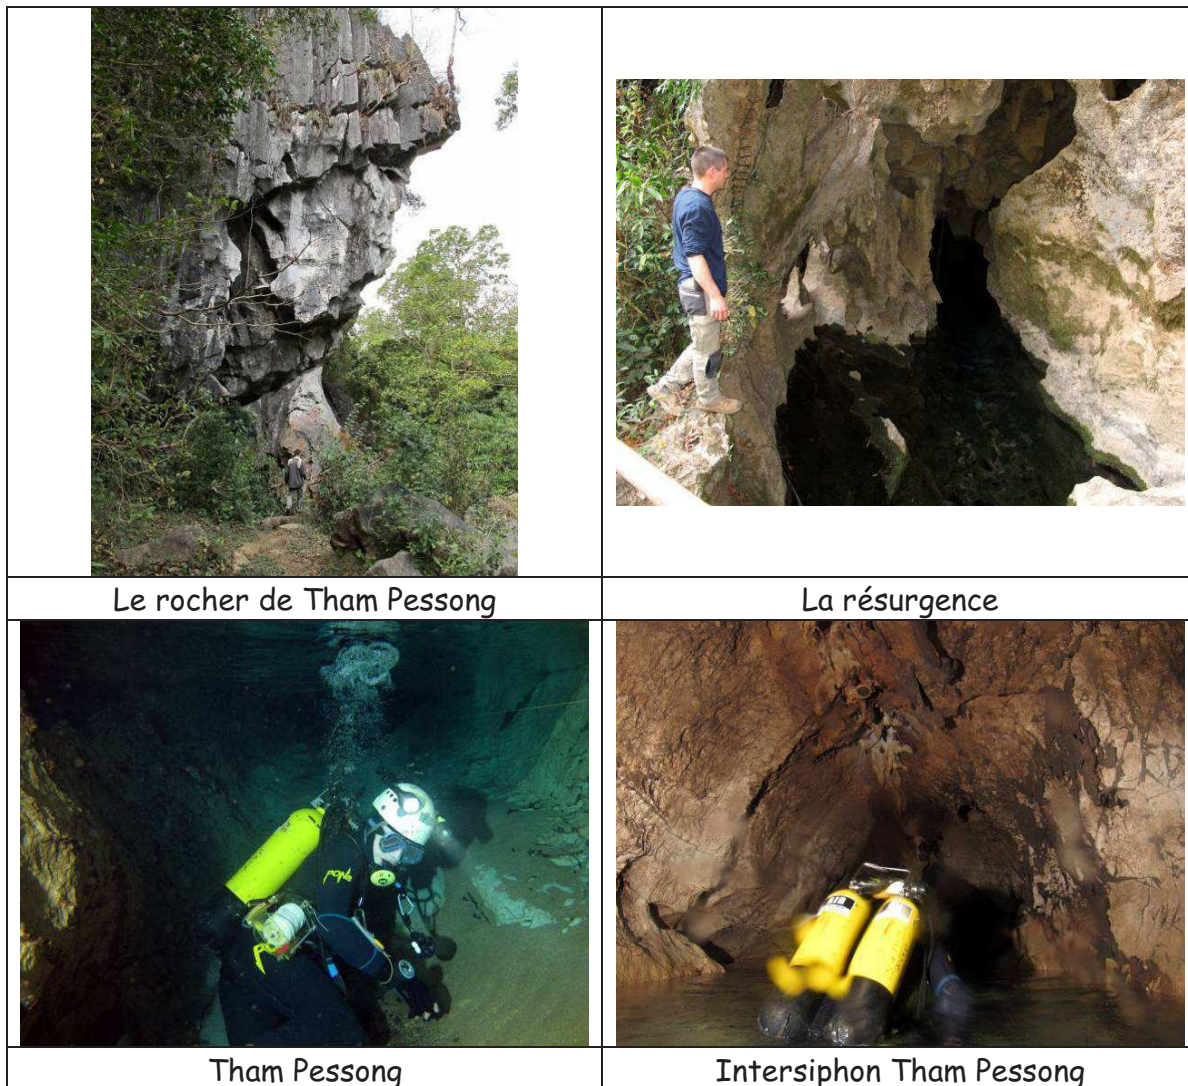 Le rocher de Tham Pessong
La résurgence
Tham Pessong
Intersiphon Tham Pessong